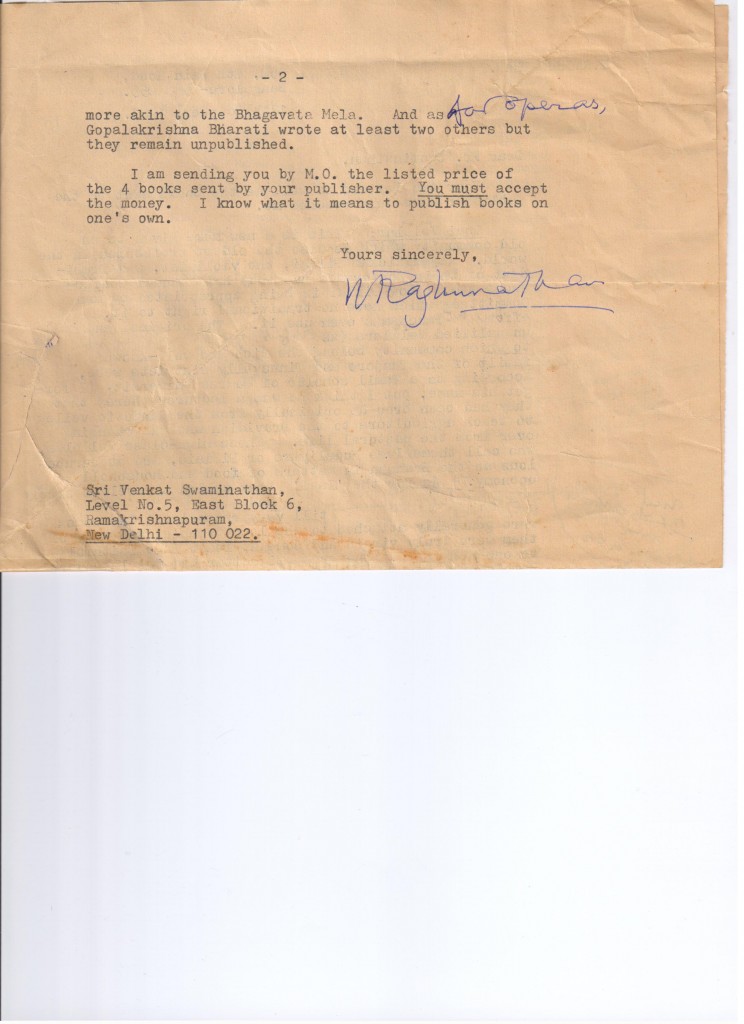 - 2 -
more akin to the Bhagavata Mela. And as for operas,
Gopalakrishna Bharati wrote at least two others but
they remain unpublished.
I am sending you by M.O. the listed price of
the 4 books sent by your publisher. You must accept
the money. I know what it means to publish books on
one's own.
Yours sincerely,
N Raghunathan
Sri Venkat Swaminathan,
Level No.5, East Block 6,
Ramakrishnapuram,
New Delhi - 110 022.